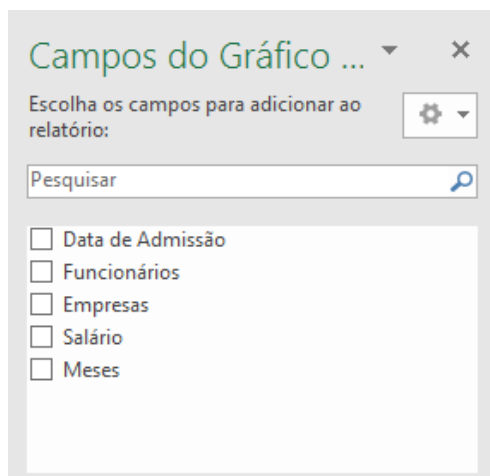 Campos do Gráfico ...
Escolha os campos para adicionar ao
relatório:
Pesquisar
Data de Admissão
Funcionários
Empresas
Salário
Meses